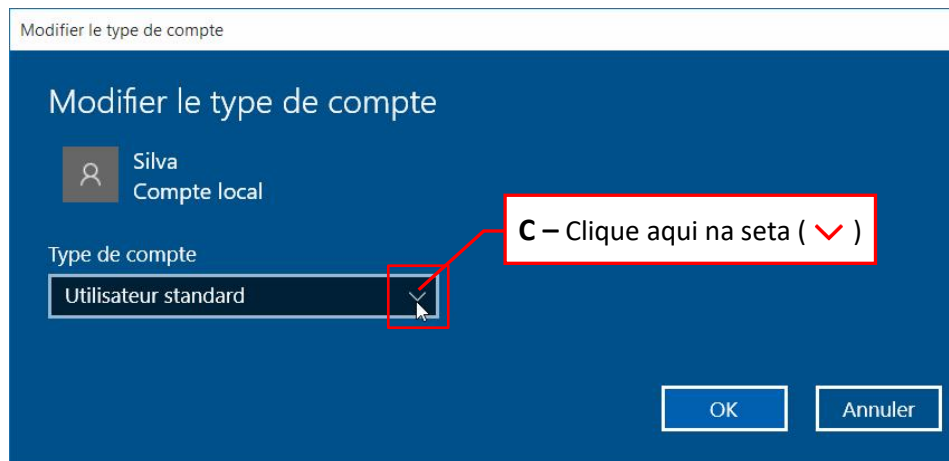 Modifier le type de compte
Modifier le type de compte
Silva
Compte local
C – Clique aqui na seta ( )
Type de compte
Utilisateur standard
OK
Annuler